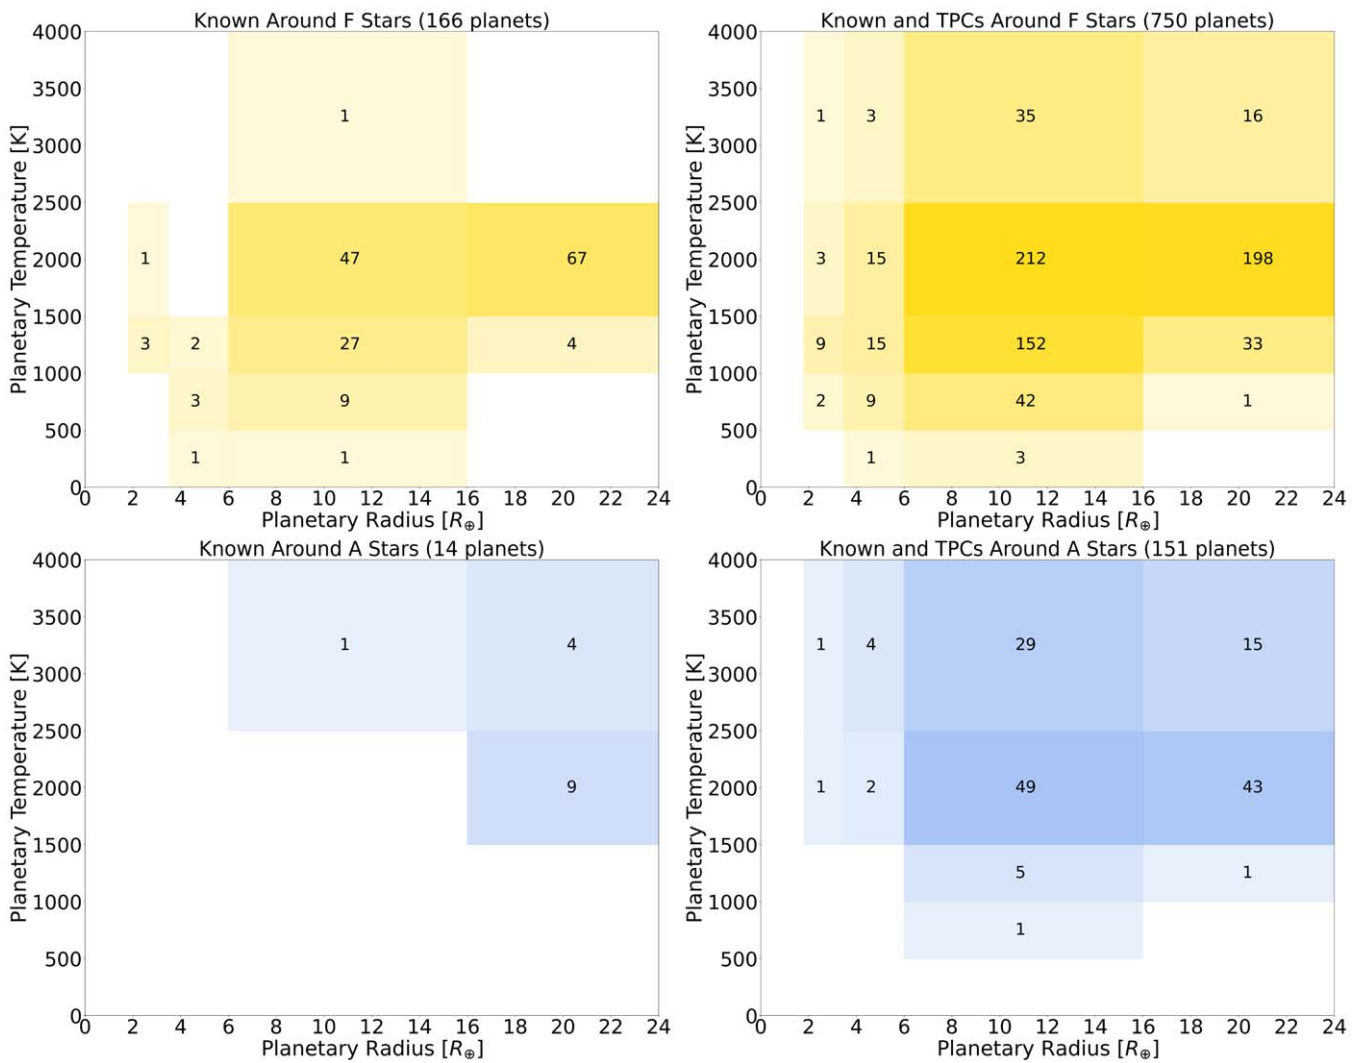 Known Around F Stars (166 planets)
4000
3500
3000
2500
2000
1500
1000
500
0
Planetary Temperature [K]
1
1
47
67
3
2
27
4
3
9
1
1
0 2 4 6 8 10 12 14 16 18 20 22 24
Planetary Radius [R⊕]
Known and TPCs Around F Stars (750 planets)
4000
3500
3000
2500
2000
1500
1000
500
0
Planetary Temperature [K]
1 3 35 16
3 15 212 198
9 15 152 33
2 9 42 1
1 3
0 2 4 6 8 10 12 14 16 18 20 22 24
Planetary Radius [R⊕]
Known Around A Stars (14 planets)
4000
3500
3000
2500
2000
1500
1000
500
0
Planetary Temperature [K]
1 4
9
0 2 4 6 8 10 12 14 16 18 20 22 24
Planetary Radius [R⊕]
Known and TPCs Around A Stars (151 planets)
4000
3500
3000
2500
2000
1500
1000
500
0
Planetary Temperature [K]
1 4 29 15
1 2 49 43
5 1
1
0 2 4 6 8 10 12 14 16 18 20 22 24
Planetary Radius [R⊕]